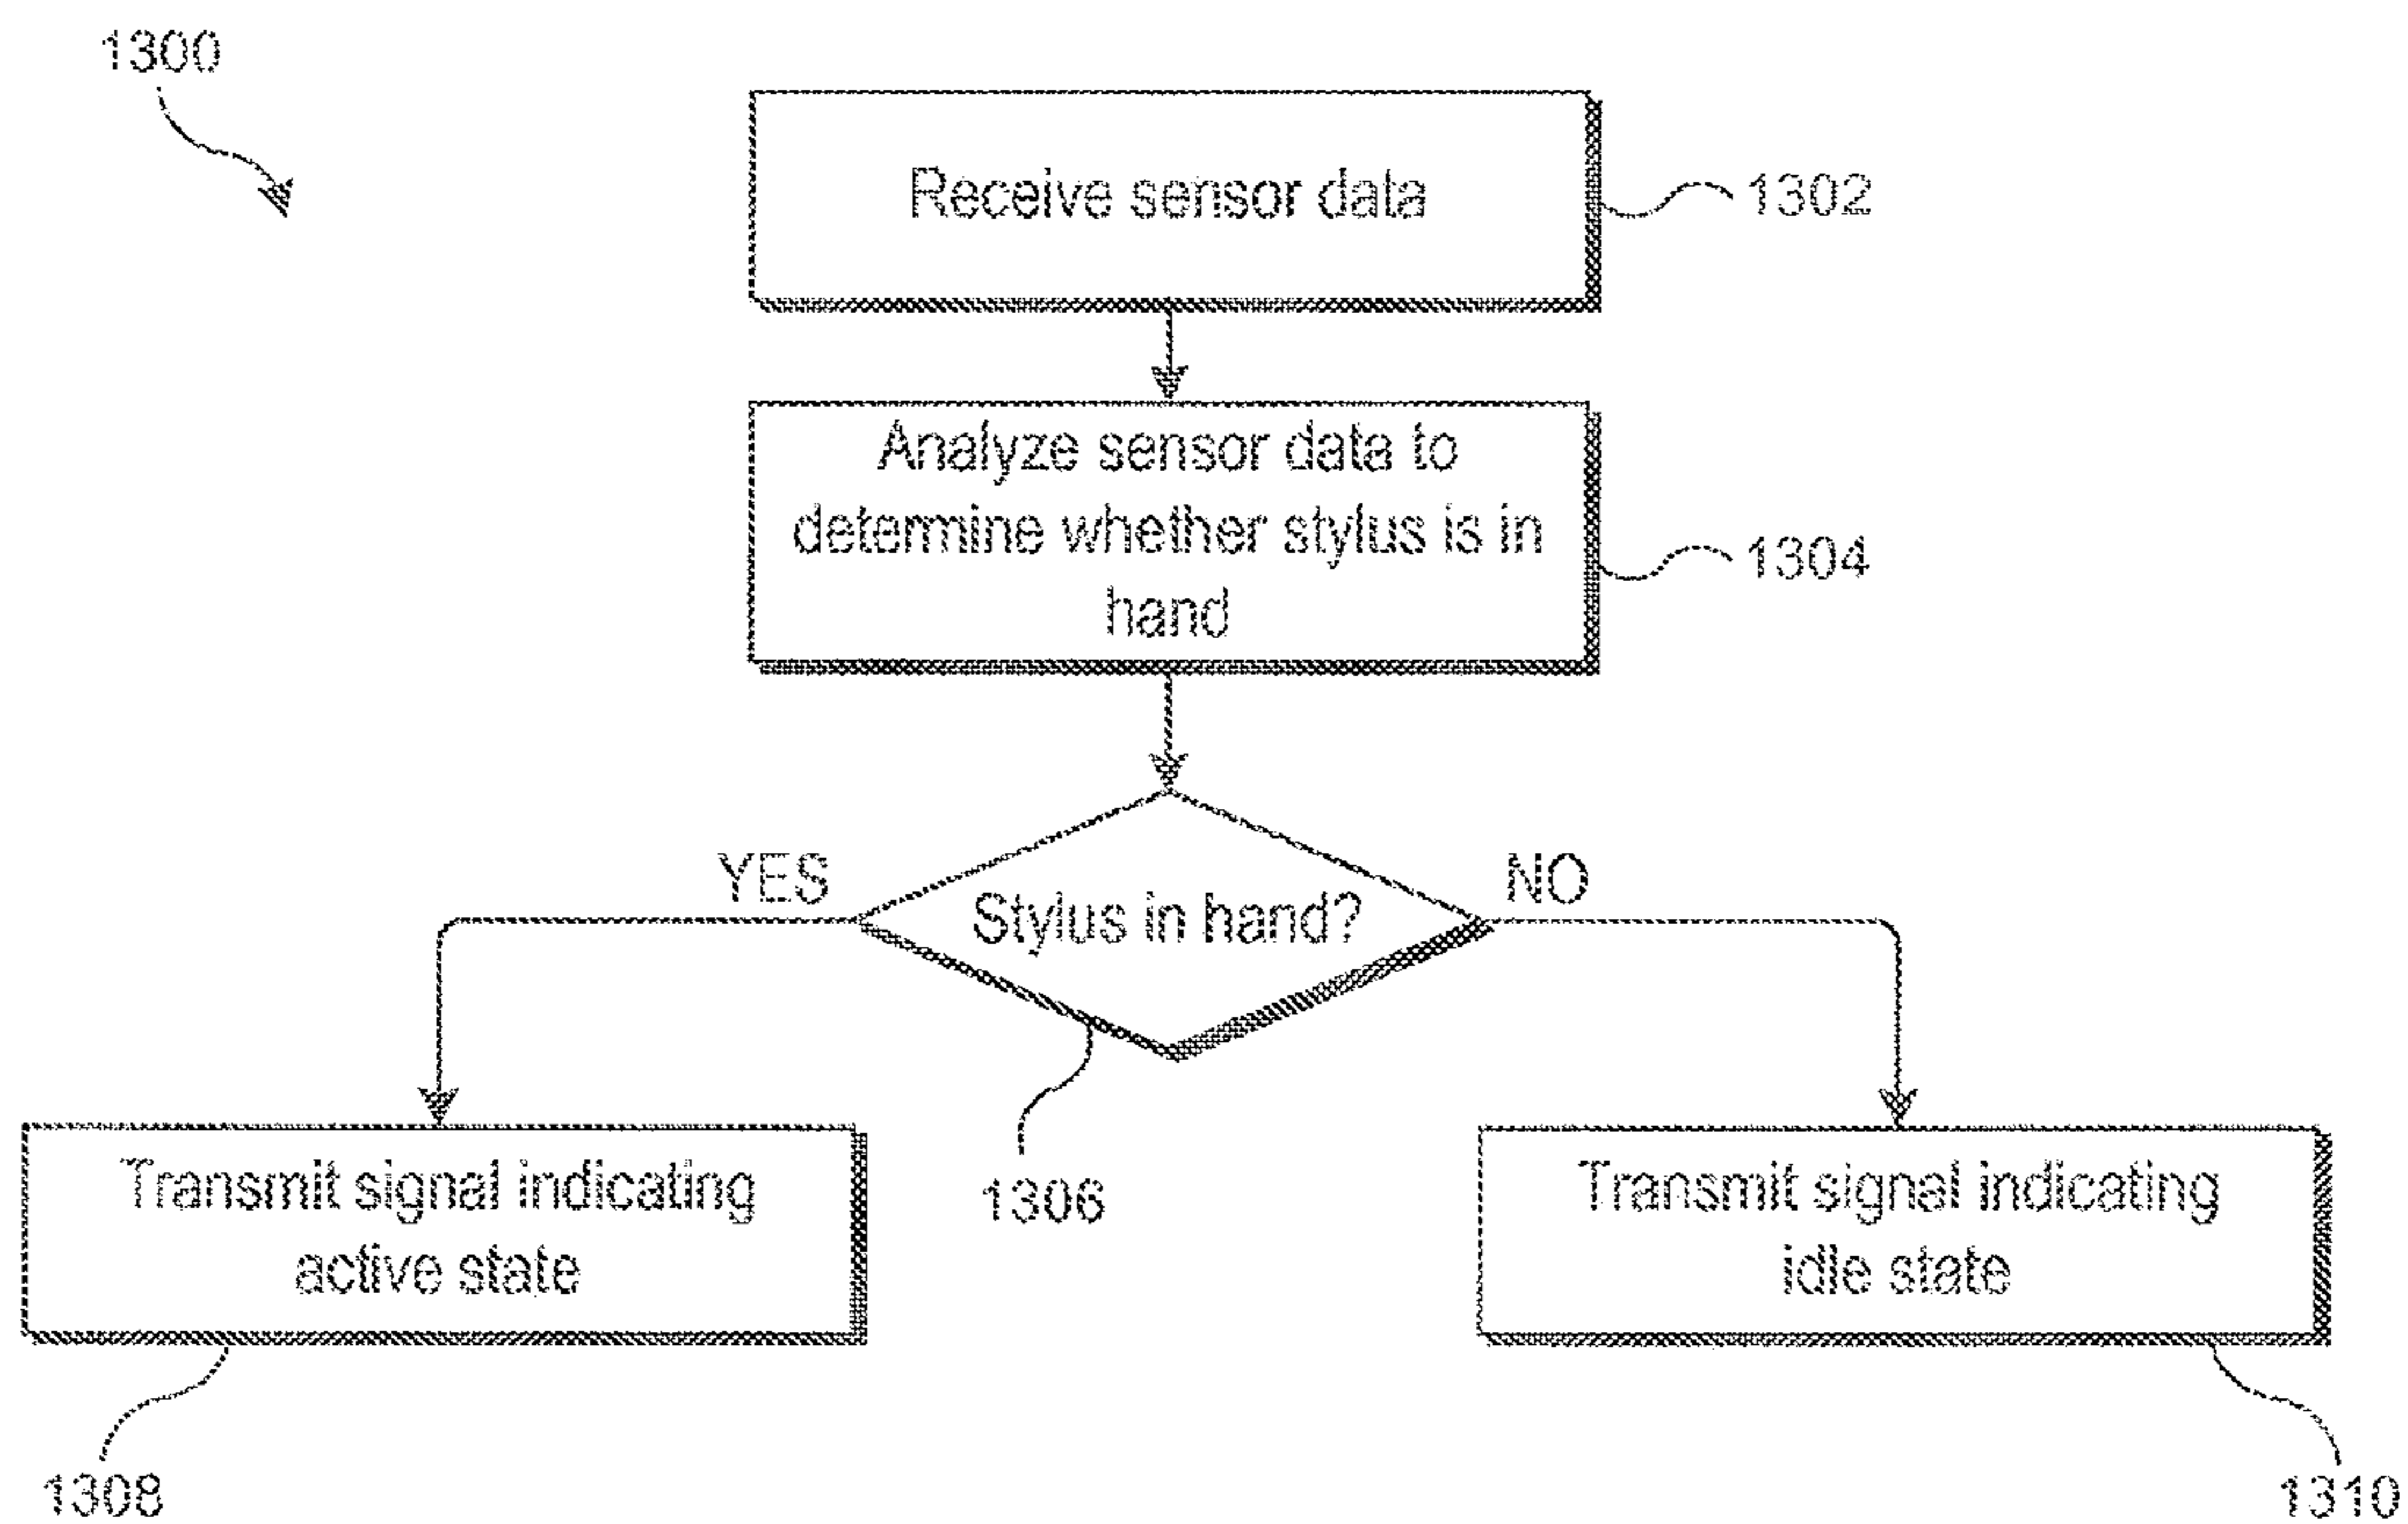 1300
Receive sensor data
1302
Analyze sensor data to
determine whether stylus is in
hand
1304
YES
Stylus in hand?
NO
1306
Transmit signal indicating
active state
Transmit signal indicating
idle state
1308
1310